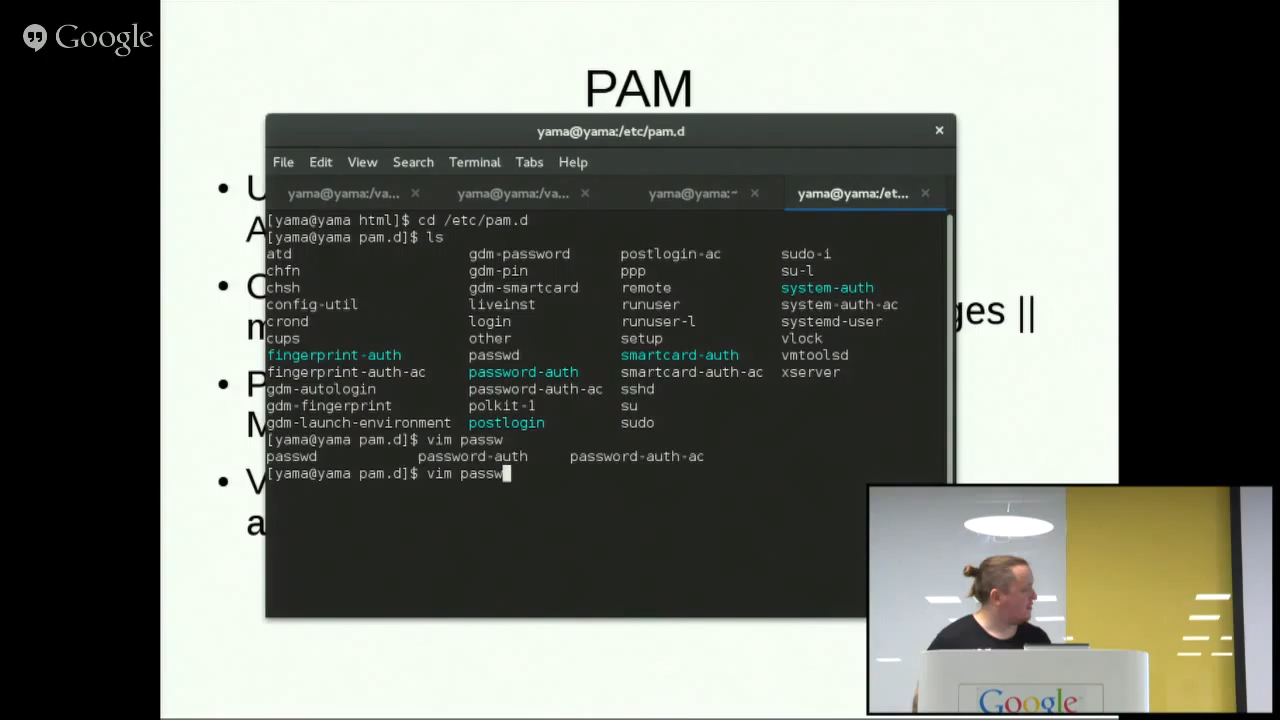 Google
PAM
yama@yama:/etc/pam.d ×
File Edit View Search Terminal Tabs Help
yama@yama:/va... × yama@yama:/va... × yama@yama:~ × yama@yama:/et... ×
[yama@yama html]$ cd /etc/pam.d
[yama@yama pam.d]$ ls
atd gdm-password postlogin-ac sudo-i
chfn gdm-pin ppp su-l
chsh gdm-smartcard remote system-auth
config-util liveinst runuser system-auth-ac
crond login runuser-l systemd-user
cups other setup vlock
fingerprint-auth passwd smartcard-auth vmtoolsd
fingerprint-auth-ac password-auth smartcard-auth-ac xserver
gdm-autologin password-auth-ac sshd
gdm-fingerprint polkit-1 su
gdm-launch-environment postlogin sudo
[yama@yama pam.d]$ vim passw
passwd password-auth password-auth-ac
[yama@yama pam.d]$ vim passw
ges ||
Google